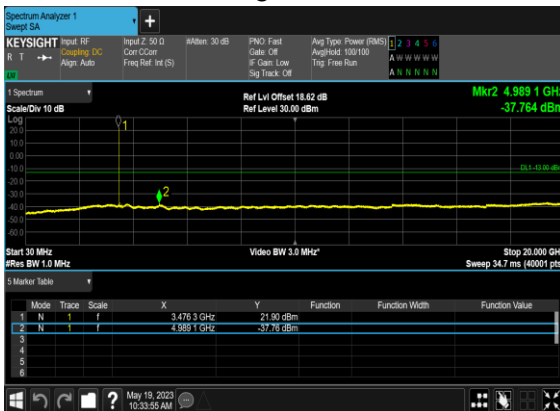 Spectrum Analyzer 1
Swept SA
KEYSIGHT Input: RF Input Z: 50 Ω #Atten: 30 dB PNO: Fast Avg Type: Power (RMS) 1 2 3 4 5 6
R T Coupling: DC Corr CCorr Gate: Off Avg|Hold: 100/100 A W W W W W
Align: Auto Freq Ref: Int (S) IF Gain: Low Trig: Free Run
LV Sig Track: Off A N N N N N
1 Spectrum Ref Lvl Offset 18.62 dB Mkr2 4.989 1 GHz
Scale/Div 10 dB Ref Level 30.00 dBm -37.764 dBm
Log
20.0
10.0
0.00
-10.0
DL1 -13.00 dBm
-20.0
-30.0
-40.0
-50.0
-60.0
1
2
Start 30 MHz Video BW 3.0 MHz* Stop 20.000 GHz
#Res BW 1.0 MHz Sweep 34.7 ms (40001 pts)
5 Marker Table
Mode Trace Scale X Y Function Function Width Function Value
1 N 1 f 3.476 3 GHz 21.90 dBm
2 N 1 f 4.989 1 GHz -37.76 dBm
3
4
5
6
? May 19, 2023
10:33:55 AM